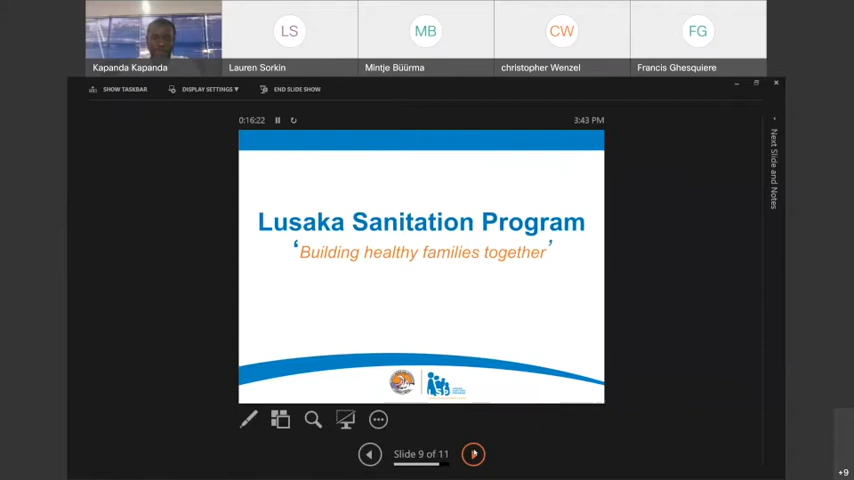 LS
MB
CW
FG
Kapanda Kapanda
Lauren Sorkin
Mintje Büürma
christopher Wenzel
Francis Ghesquiere
SHOW TASKBAR
DISPLAY SETTINGS ▼
END SLIDE SHOW
0:16:22
3:43 PM
Next Slide and Notes
Lusaka Sanitation Program
‘Building healthy families together’
LSP
Slide 9 of 11
+9